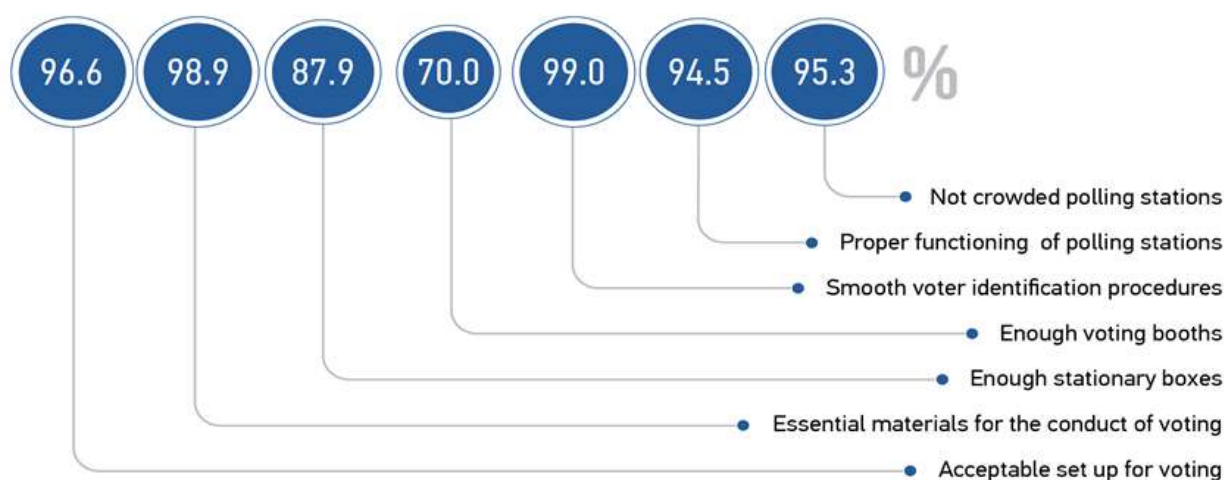 96.6 98.9 87.9 70.0 99.0 94.5 95.3 %
Not crowded polling stations
Proper functioning of polling stations
Smooth voter identification procedures
Enough voting booths
Enough stationary boxes
Essential materials for the conduct of voting
Acceptable set up for voting